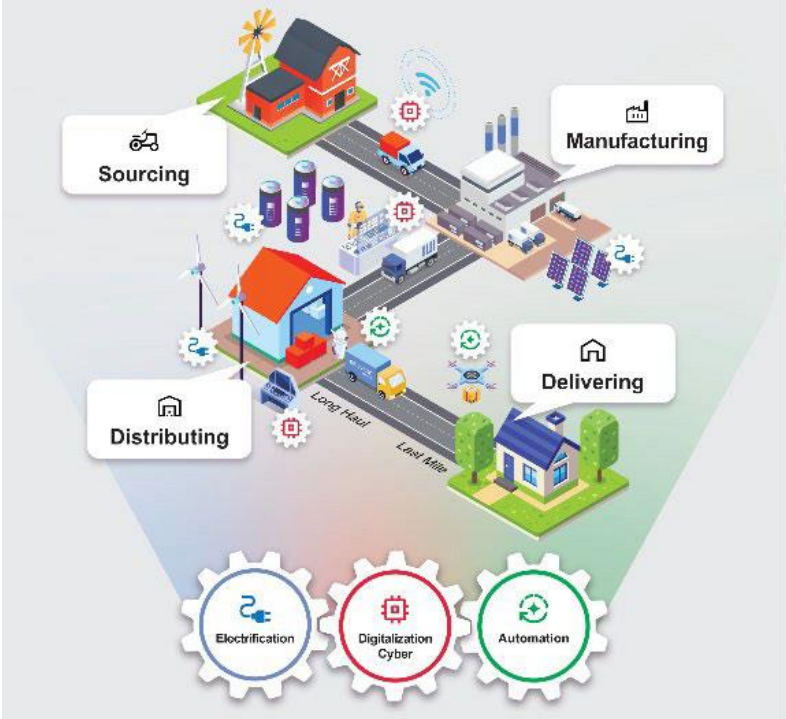 Sourcing
Manufacturing
Distributing
Delivering
Long Haul
Last Mile
Electrification
Digitalization
Cyber
Automation